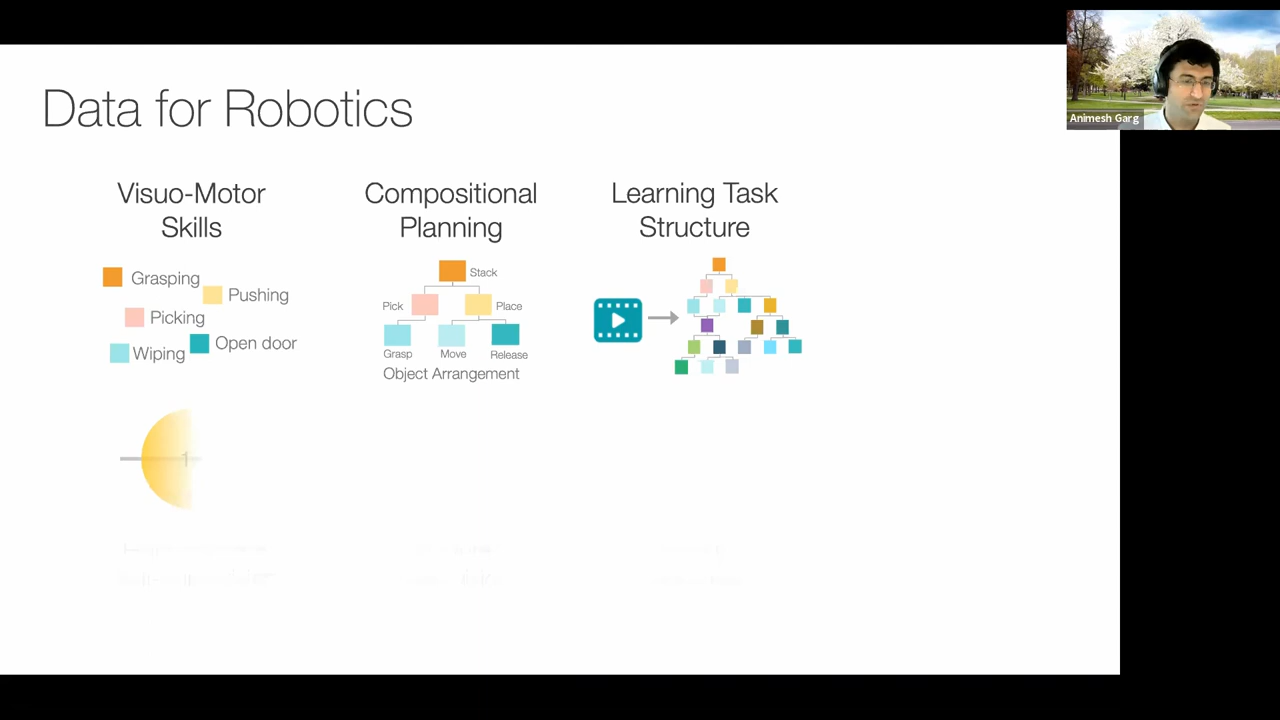 Animesh Garg
Data for Robotics
Visuo-Motor
Skills
Grasping
Pushing
Picking
Open door
Wiping
1
Compositional
Planning
Stack
Pick
Place
Grasp
Move
Release
Object Arrangement
Learning Task
Structure